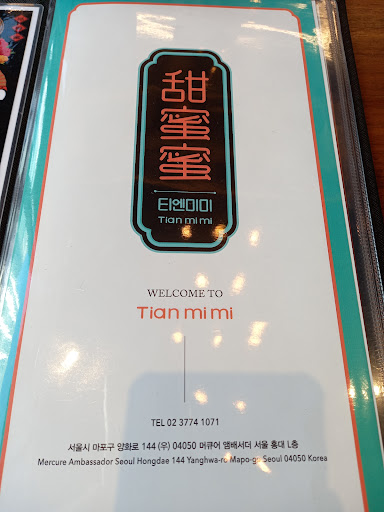 甜
蜜
蜜
티엔미미
Tian mi mi
WELCOME TO
Tian mi mi
TEL 02 3774 1071
서울시 마포구 양화로 144 (우) 04050 머큐어 앰배서더 서울 홍대 L층
Mercure Ambassador Seoul Hongdae 144 Yanghwa-ro Mapo-gu Seoul 04050 Korea